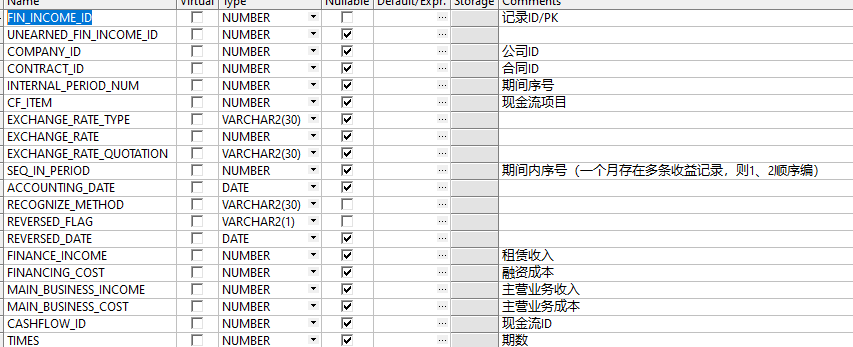 Name Virtual Type Nullable Default/Expr. Storage Comments
FIN_INCOME_ID NUMBER ... 记录ID/PK
UNEARNED_FIN_INCOME_ID NUMBER ...
COMPANY_ID NUMBER ... 公司ID
CONTRACT_ID NUMBER ... 合同ID
INTERNAL_PERIOD_NUM NUMBER ... 期间序号
CF_ITEM NUMBER ... 现金流项目
EXCHANGE_RATE_TYPE VARCHAR2(30) ...
EXCHANGE_RATE NUMBER ...
EXCHANGE_RATE_QUOTATION VARCHAR2(30) ...
SEQ_IN_PERIOD NUMBER ... 期间内序号（一个月存在多条收益记录，则1、2顺序编）
ACCOUNTING_DATE DATE ...
RECOGNIZE_METHOD VARCHAR2(30) ...
REVERSED_FLAG VARCHAR2(1) ...
REVERSED_DATE DATE ...
FINANCE_INCOME NUMBER ... 租赁收入
FINANCING_COST NUMBER ... 融资成本
MAIN_BUSINESS_INCOME NUMBER ... 主营业务收入
MAIN_BUSINESS_COST NUMBER ... 主营业务成本
CASHFLOW_ID NUMBER ... 现金流ID
TIMES NUMBER ... 期数